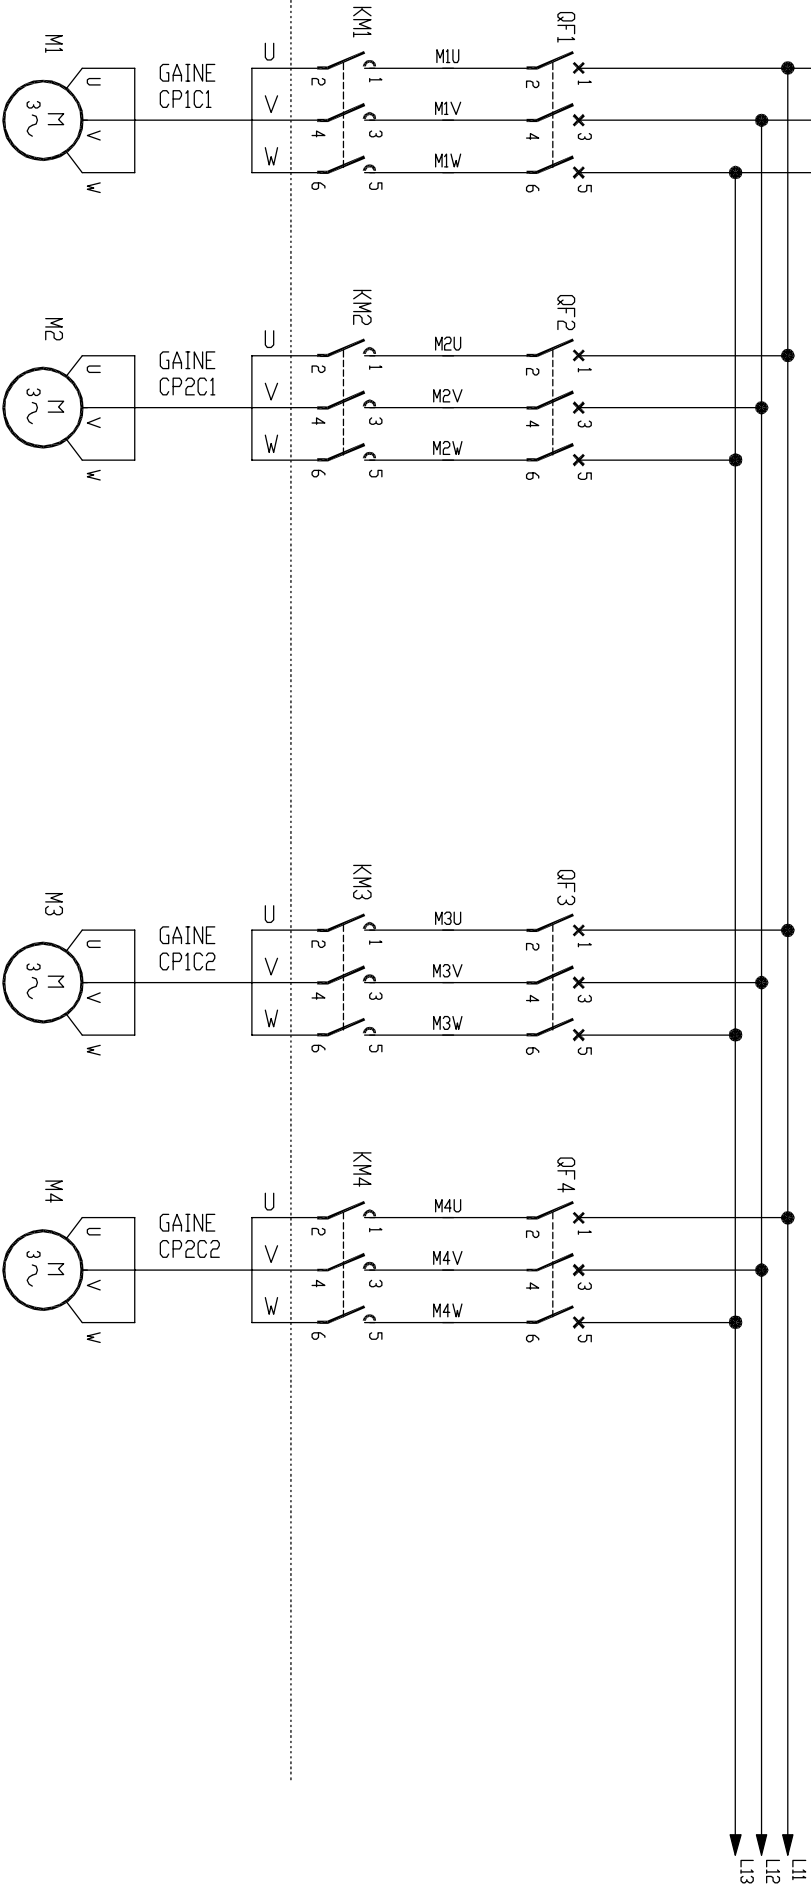 M1
U
V
W
M
3~
GAINE
CP1C1
U
V
W
KM1
1
2
3
4
5
6
M1U
M1V
M1W
QF1
1
2
3
4
5
6
M2
U
V
W
M
3~
GAINE
CP2C1
U
V
W
KM2
1
2
3
4
5
6
M2U
M2V
M2W
QF2
1
2
3
4
5
6
M3
U
V
W
M
3~
GAINE
CP1C2
U
V
W
KM3
1
2
3
4
5
6
M3U
M3V
M3W
QF3
1
2
3
4
5
6
M4
U
V
W
M
3~
GAINE
CP2C2
U
V
W
KM4
1
2
3
4
5
6
M4U
M4V
M4W
QF4
1
2
3
4
5
6
L11
L12
L13